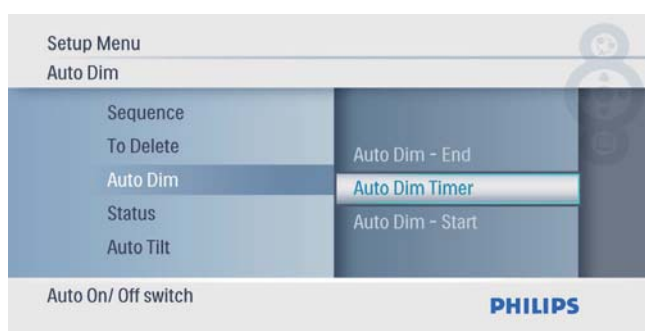 Setup Menu
Auto Dim
Sequence
To Delete
Auto Dim
Status
Auto Tilt
Auto Dim - End
Auto Dim Timer
Auto Dim - Start
Auto On/ Off switch
PHILIPS